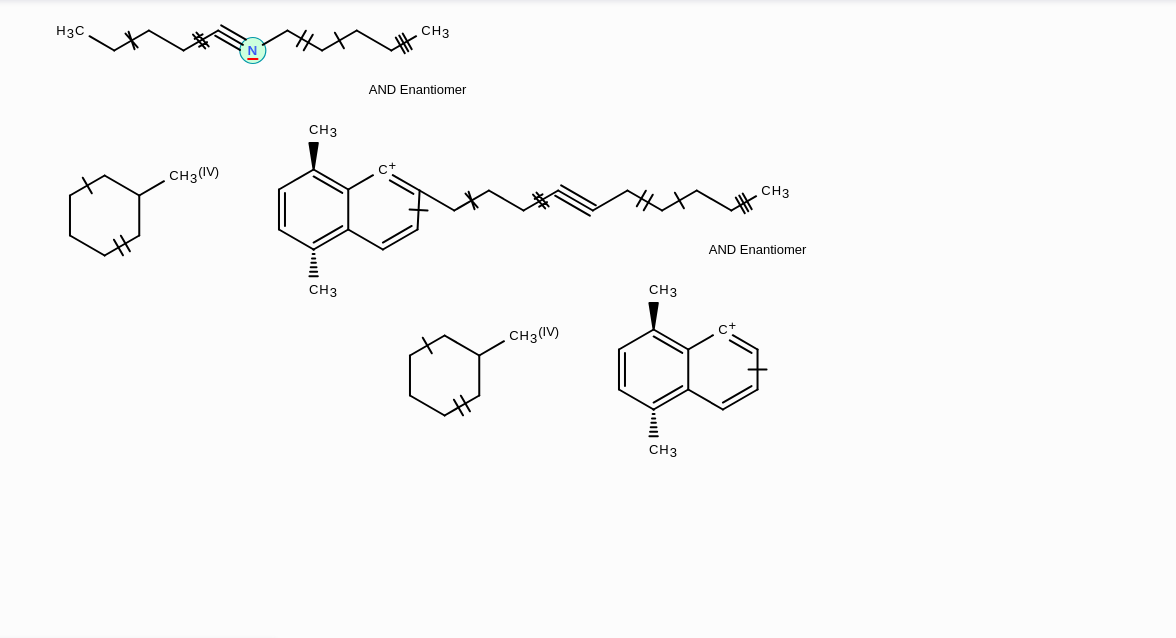 H3C N CH3
AND Enantiomer
CH3
C+
CH3(IV)
CH3
AND Enantiomer
CH3
CH3
C+
CH3(IV)
CH3